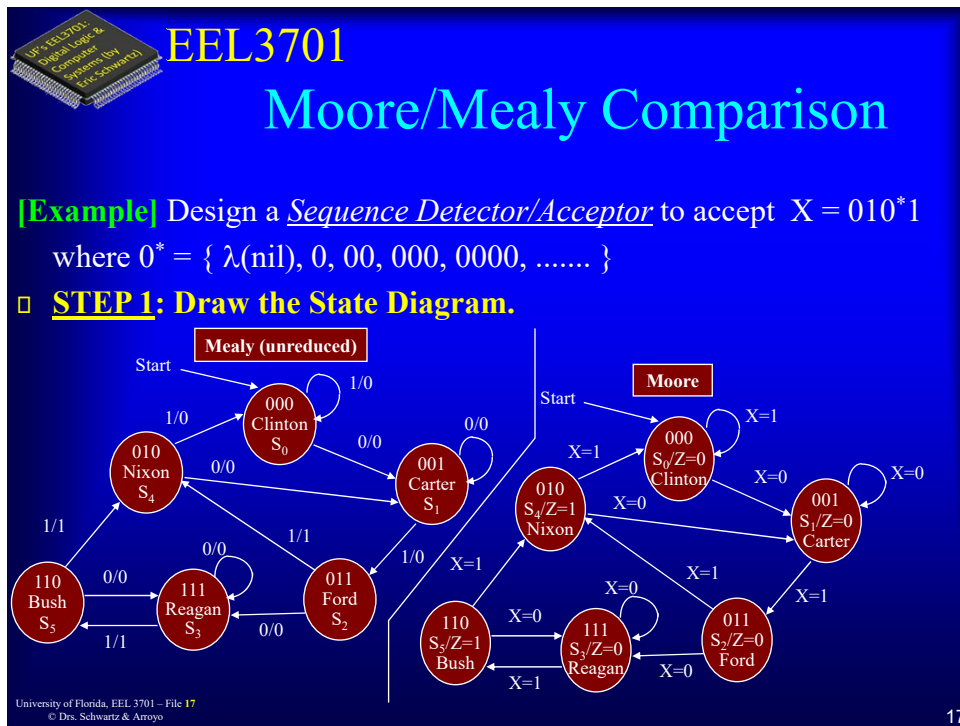 UF's EEL3701:
Digital Logic &
Computer
Systems (by
Eric Schwartz)
EEL3701
Moore/Mealy Comparison
[Example] Design a Sequence Detector/Acceptor to accept X = 010*1
where 0* = { λ(nil), 0, 00, 000, 0000, ....... }
STEP 1: Draw the State Diagram.
Mealy (unreduced)
Start
000
Clinton
S0
1/0
1/0
0/0
0/0
010
Nixon
S4
0/0
001
Carter
S1
1/1
1/1
1/0
0/0
110
Bush
S5
0/0
111
Reagan
S3
1/1
0/0
011
Ford
S2
Moore
Start
000
S0/Z=0
Clinton
X=1
X=1
X=0
X=0
010
S4/Z=1
Nixon
X=0
001
S1/Z=0
Carter
X=1
X=1
X=1
X=0
110
S5/Z=1
Bush
X=0
111
S3/Z=0
Reagan
X=1
X=0
011
S2/Z=0
Ford
University of Florida, EEL 3701 – File 17
© Drs. Schwartz & Arroyo
17